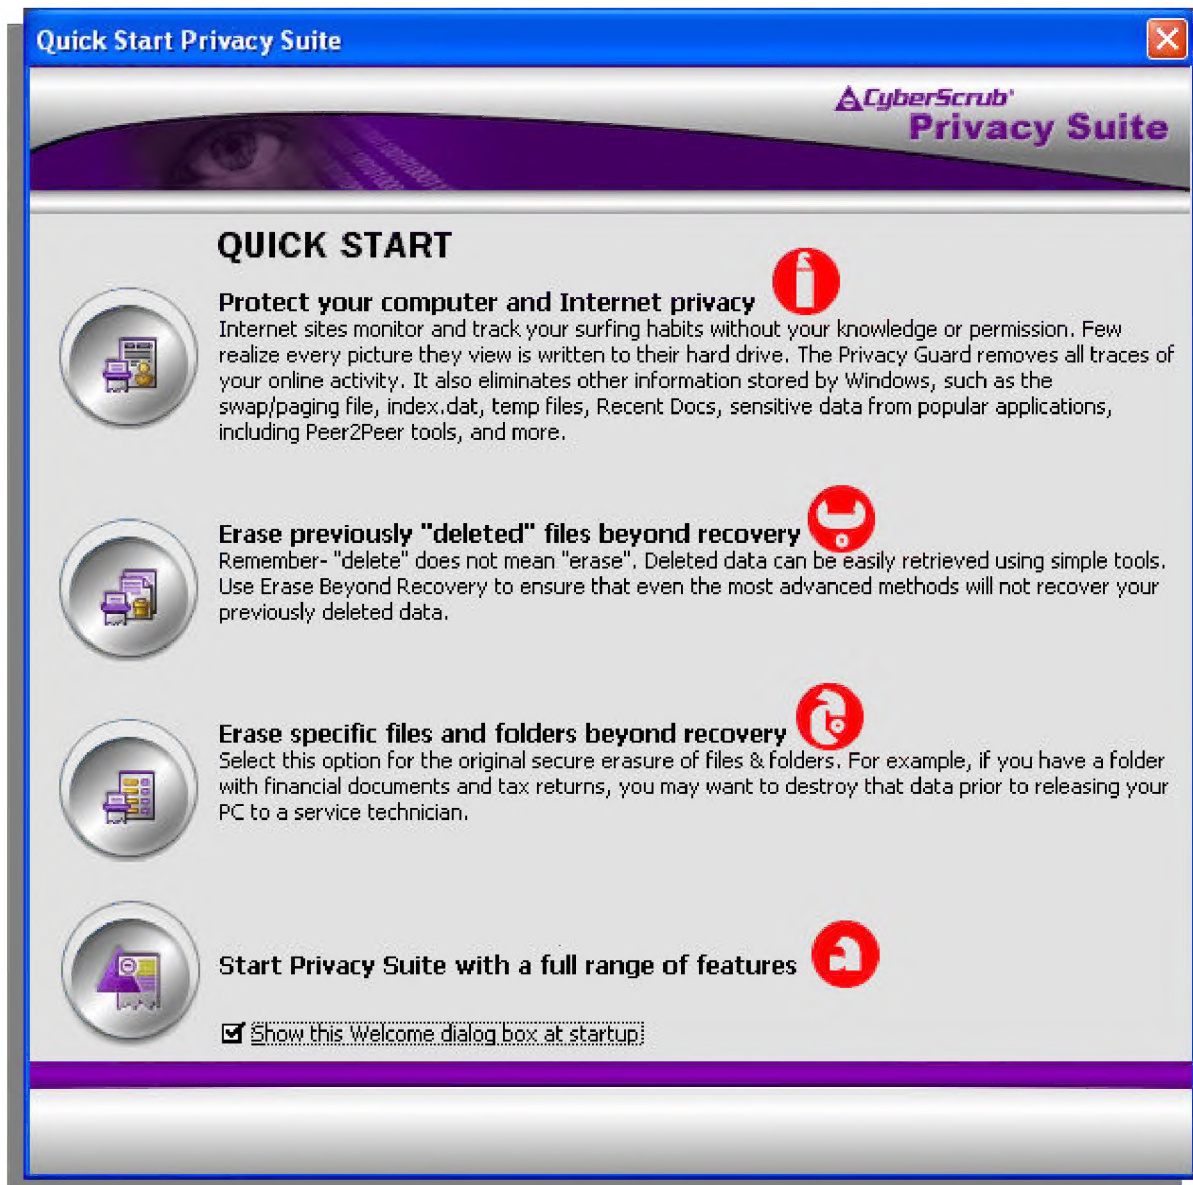 Quick Start Privacy Suite
CyberScrub®
Privacy Suite
QUICK START
Protect your computer and Internet privacy
Internet sites monitor and track your surfing habits without your knowledge or permission. Few
realize every picture they view is written to their hard drive. The Privacy Guard removes all traces of
your online activity. It also eliminates other information stored by Windows, such as the
swap/paging file, index.dat, temp files, Recent Docs, sensitive data from popular applications,
including Peer2Peer tools, and more.
Erase previously "deleted" files beyond recovery
Remember- "delete" does not mean "erase". Deleted data can be easily retrieved using simple tools.
Use Erase Beyond Recovery to ensure that even the most advanced methods will not recover your
previously deleted data.
Erase specific files and folders beyond recovery
Select this option for the original secure erasure of files & folders. For example, if you have a folder
with financial documents and tax returns, you may want to destroy that data prior to releasing your
PC to a service technician.
Start Privacy Suite with a full range of features
Show this Welcome dialog box at startup